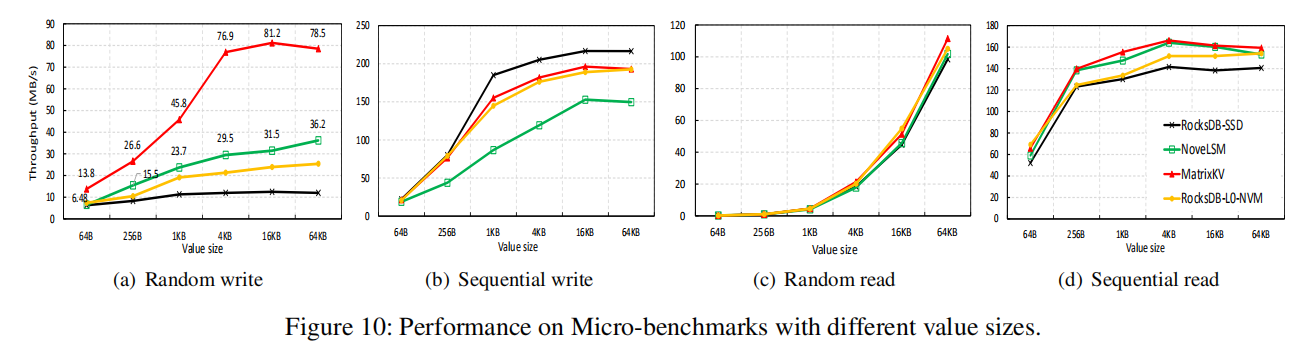 90
80
70
60
50
40
30
20
10
0
Throughput (MB/s)
76.9
81.2
78.5
45.8
36.2
29.5
31.5
26.6
23.7
13.8
15.5
6.48
64B 256B 1KB 4KB 16KB 64KB
Value size
(a) Random write
250
200
150
100
50
0
64B 256B 1KB 4KB 16KB 64KB
Value size
(b) Sequential write
120
100
80
60
40
20
0
64B 256B 1KB 4KB 16KB 64KB
Value size
(c) Random read
180
160
140
120
100
80
60
40
20
0
RocksDB-SSD
NoveLSM
MatrixKV
RocksDB-L0-NVM
64B 256B 1KB 4KB 16KB 64KB
Value size
(d) Sequential read
Figure 10: Performance on Micro-benchmarks with different value sizes.